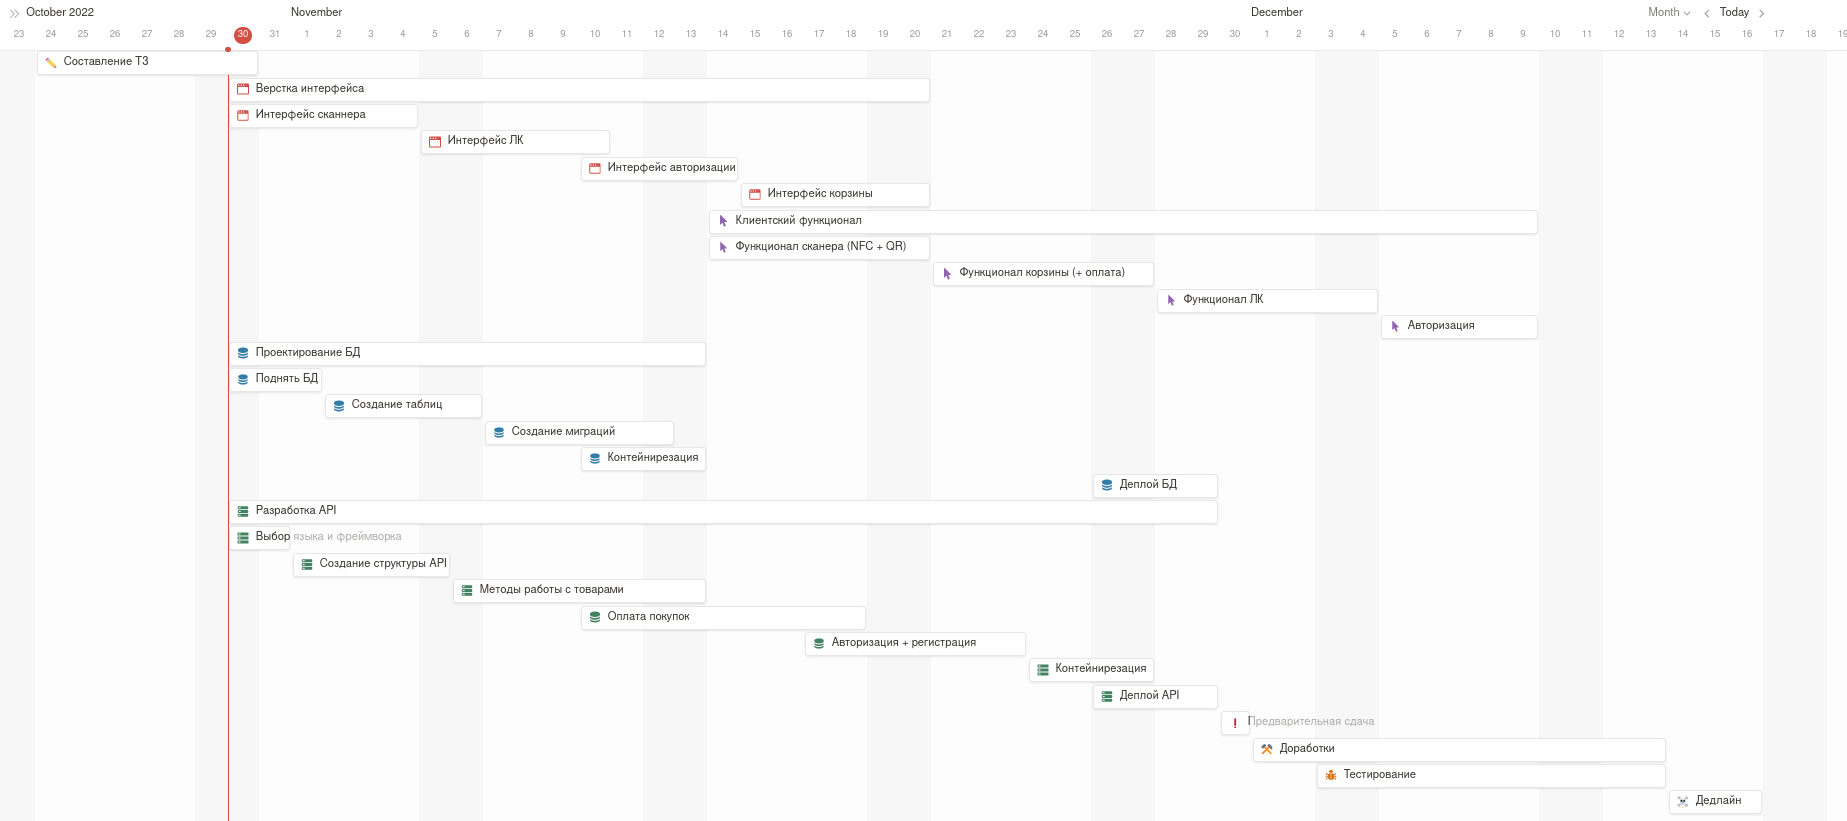 October 2022 November December Month Today
23 24 25 26 27 28 29 30 31 1 2 3 4 5 6 7 8 9 10 11 12 13 14 15 16 17 18 19 20 21 22 23 24 25 26 27 28 29 30 1 2 3 4 5 6 7 8 9 10 11 12 13 14 15 16 17 18 19
Составление ТЗ
Верстка интерфейса
Интерфейс сканнера
Интерфейс ЛК
Интерфейс авторизации
Интерфейс корзины
Клиентский функционал
Функционал сканера (NFC + QR)
Функционал корзины (+ оплата)
Функционал ЛК
Авторизация
Проектирование БД
Поднять БД
Создание таблиц
Создание миграций
Контейнирезация
Деплой БД
Разработка API
Выбор языка и фреймворка
Создание структуры API
Методы работы с товарами
Оплата покупок
Авторизация + регистрация
Контейнирезация
Деплой API
Предварительная сдача
Доработки
Тестирование
Дедлайн